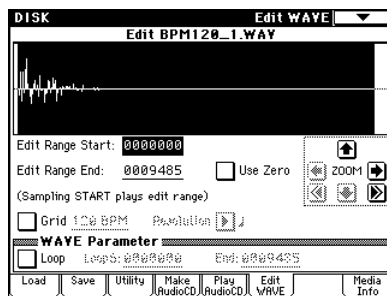 DISK Edit WAVE
Edit BPM120_1.WAV
Edit Range Start: 0000000
Edit Range End: 0009485 Use Zero ZOOM
(Sampling START plays edit range)
Grid 120 BPM Resolution
WAVE Parameter
Loop LoopS: 0000000 End: 0009485
Load Save Utility Make AudioCD Play AudioCD Edit WAVE Media Info